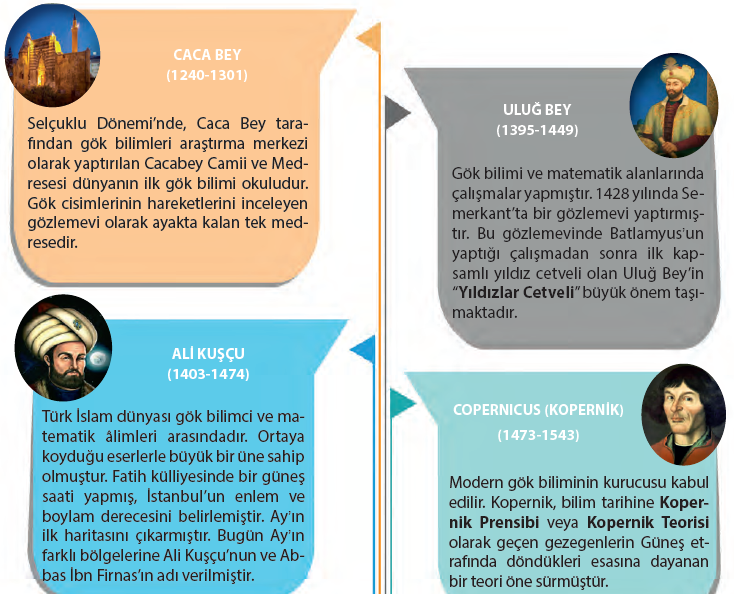 CACA BEY
(1240-1301)
Selçuklu Dönemi’nde, Caca Bey tara-
fından gök bilimleri araştırma merkezi
olarak yaptırılan Cacabey Camii ve Med-
resesi dünyanın ilk gök bilimi okuludur.
Gök cisimlerinin hareketlerini inceleyen
gözlemevi olarak ayakta kalan tek med-
resedir.
ULUĞ BEY
(1395-1449)
Gök bilimi ve matematik alanlarında
çalışmalar yapmıştır. 1428 yılında Se-
merkant’ta bir gözlemevi yaptırmış-
tır. Bu gözlemevinde Batlamyus’un
yaptığı çalışmadan sonra ilk kap-
samlı yıldız cetveli olan Uluğ Bey’in
“Yıldızlar Cetveli” büyük önem taşı-
maktadır.
ALİ KUŞÇU
(1403-1474)
Türk İslam dünyası gök bilimci ve ma-
tematik âlimleri arasındadır. Ortaya
koyduğu eserlerle büyük bir üne sahip
olmuştur. Fatih külliyesinde bir güneş
saati yapmış, İstanbul’un enlem ve
boylam derecesini belirlemiştir. Ay’ın
ilk haritasını çıkarmıştır. Bugün Ay’ın
farklı bölgelerine Ali Kuşçu’nun ve Ab-
bas İbn Firnas’ın adı verilmiştir.
COPERNICUS (KOPERNİK)
(1473-1543)
Modern gök biliminin kurucusu kabul
edilir. Kopernik, bilim tarihine Koper-
nik Prensibi veya Kopernik Teorisi
olarak geçen gezegenlerin Güneş et-
rafında döndükleri esasına dayanan
bir teori öne sürmüştür.